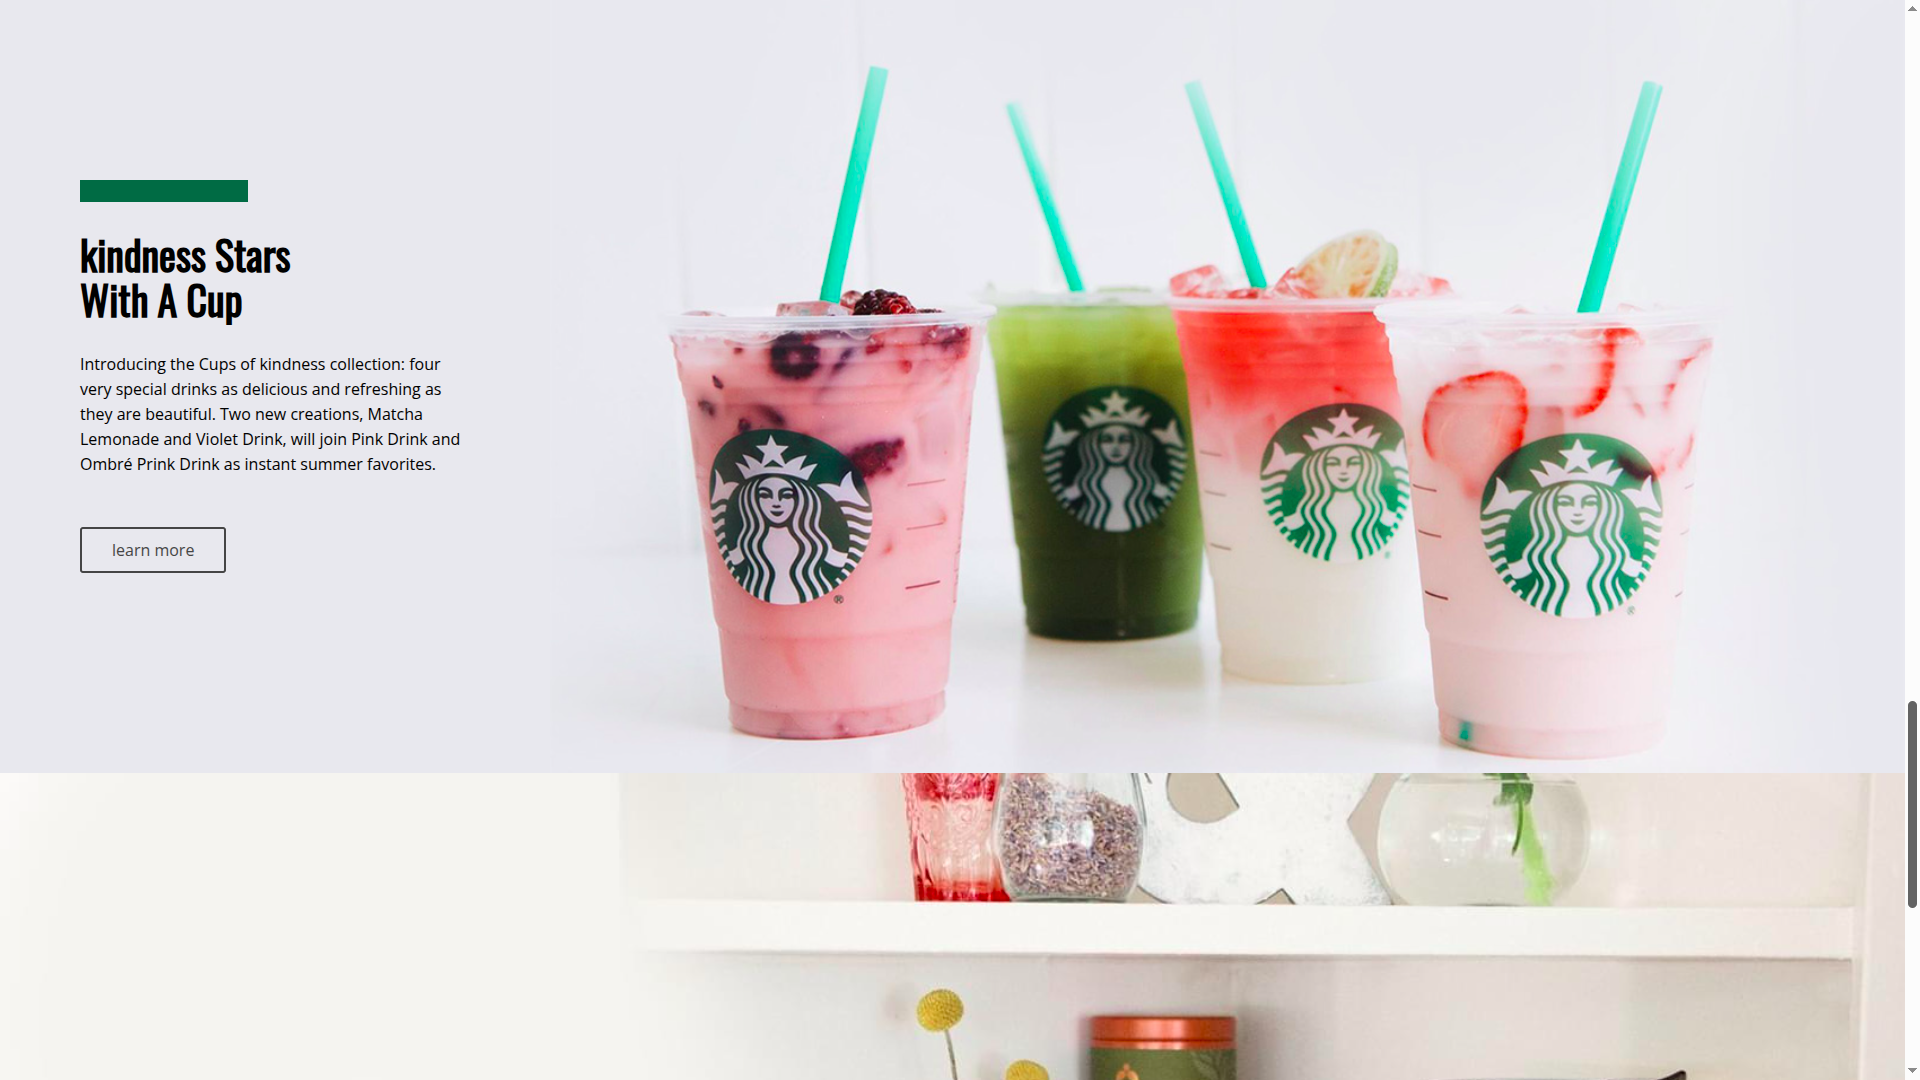 kindness Stars
With A Cup
Introducing the Cups of kindness collection: four
very special drinks as delicious and refreshing as
they are beautiful. Two new creations, Matcha
Lemonade and Violet Drink, will join Pink Drink and
Ombré Prink Drink as instant summer favorites.
learn more